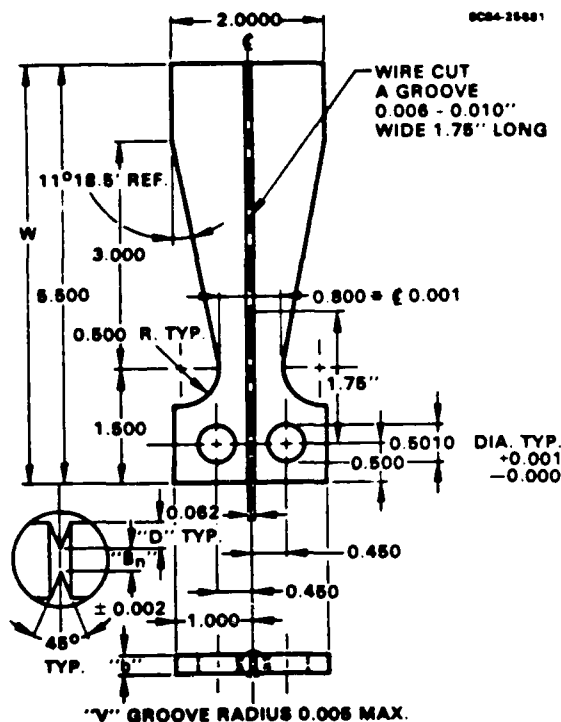 2.0000
SC84-25681
℄
WIRE CUT
A GROOVE
0.006 - 0.010"
WIDE 1.75" LONG
11°18.5' REF.
W
3.000
5.500
0.800 = ℄ 0.001
0.500
R. TYP.
1.75"
1.500
0.5010 DIA. TYP.
+0.001
-0.000
0.500
0.062
"D" TYP.
0.450
"Bn"
0.450
± 0.002
1.000
45°
TYP.
"b"
"V" GROOVE RADIUS 0.005 MAX.